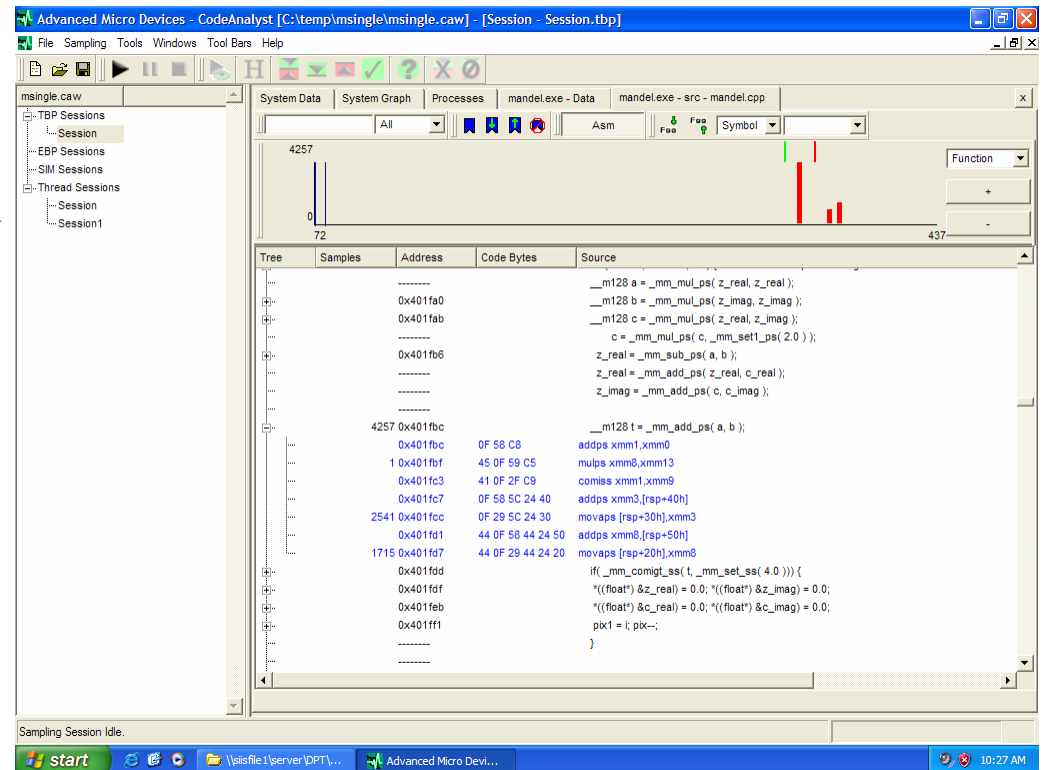 Advanced Micro Devices - CodeAnalyst [C:\temp\msingle\msingle.caw] - [Session - Session.tbp]
File Sampling Tools Windows Tool Bars Help
msingle.caw
TBP Sessions
Session
EBP Sessions
SIM Sessions
Thread Sessions
Session
Session1
System Data System Graph Processes mandel.exe - Data mandel.exe - src - mandel.cpp x
All Asm Foo Foo Symbol
4257
0
72
437
Function
+
-
Tree Samples Address Code Bytes Source
-------- __m128 a = _mm_mul_ps( z_real, z_real );
0x401fa0 __m128 b = _mm_mul_ps( z_imag, z_imag );
0x401fab __m128 c = _mm_mul_ps( z_real, z_imag );
-------- c = _mm_mul_ps( c, _mm_set1_ps( 2.0 ) );
0x401fb6 z_real = _mm_sub_ps( a, b );
-------- z_real = _mm_add_ps( z_real, c_real );
-------- z_imag = _mm_add_ps( c, c_imag );
--------
4257 0x401fbc __m128 t = _mm_add_ps( a, b );
0x401fbc 0F 58 C8 addps xmm1,xmm0
1 0x401fbf 45 0F 59 C5 mulps xmm8,xmm13
0x401fc3 41 0F 2F C9 comiss xmm1,xmm9
0x401fc7 0F 58 5C 24 40 addps xmm3,[rsp+40h]
2541 0x401fcc 0F 29 5C 24 30 movaps [rsp+30h],xmm3
0x401fd1 44 0F 58 44 24 50 addps xmm8,[rsp+50h]
1715 0x401fd7 44 0F 29 44 24 20 movaps [rsp+20h],xmm8
0x401fdd if( _mm_comigt_ss( t, _mm_set_ss( 4.0 ))) {
0x401fdf *((float*) &z_real) = 0.0; *((float*) &z_imag) = 0.0;
0x401feb *((float*) &c_real) = 0.0; *((float*) &c_imag) = 0.0;
0x401ff1 pix1 = i; pix--;
-------- }
--------
Sampling Session Idle.
start \\siisfile1\server\DPT\... Advanced Micro Devi... 10:27 AM